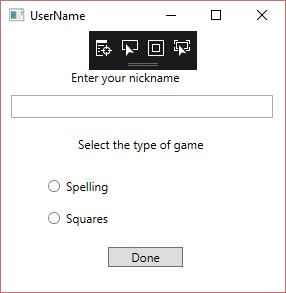 UserName
Enter your nickname
Select the type of game
Spelling
Squares
Done